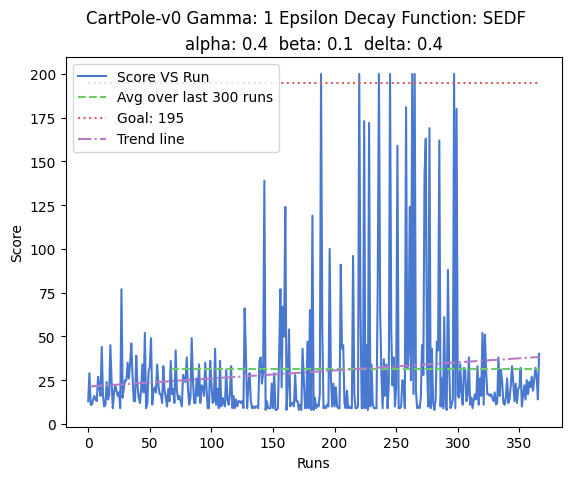 CartPole-v0 Gamma: 1 Epsilon Decay Function: SEDF
alpha: 0.4 beta: 0.1 delta: 0.4
Score VS Run
Avg over last 300 runs
Goal: 195
Trend line
200
175
150
125
100
75
50
25
0
Score
0 50 100 150 200 250 300 350
Runs